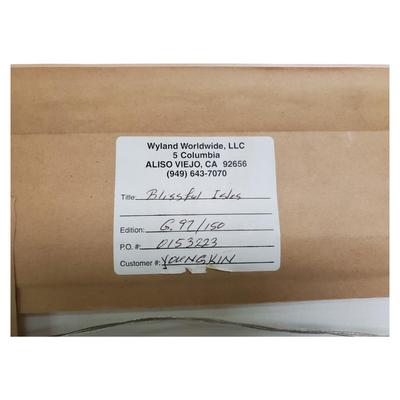 Wyland Worldwide, LLC
5 Columbia
ALISO VIEJO, CA 92656
(949) 643-7070
Title: Blissful Isles
Edition: G. 97/150
P.O. #: 0153223
Customer #: YOUNGKIN